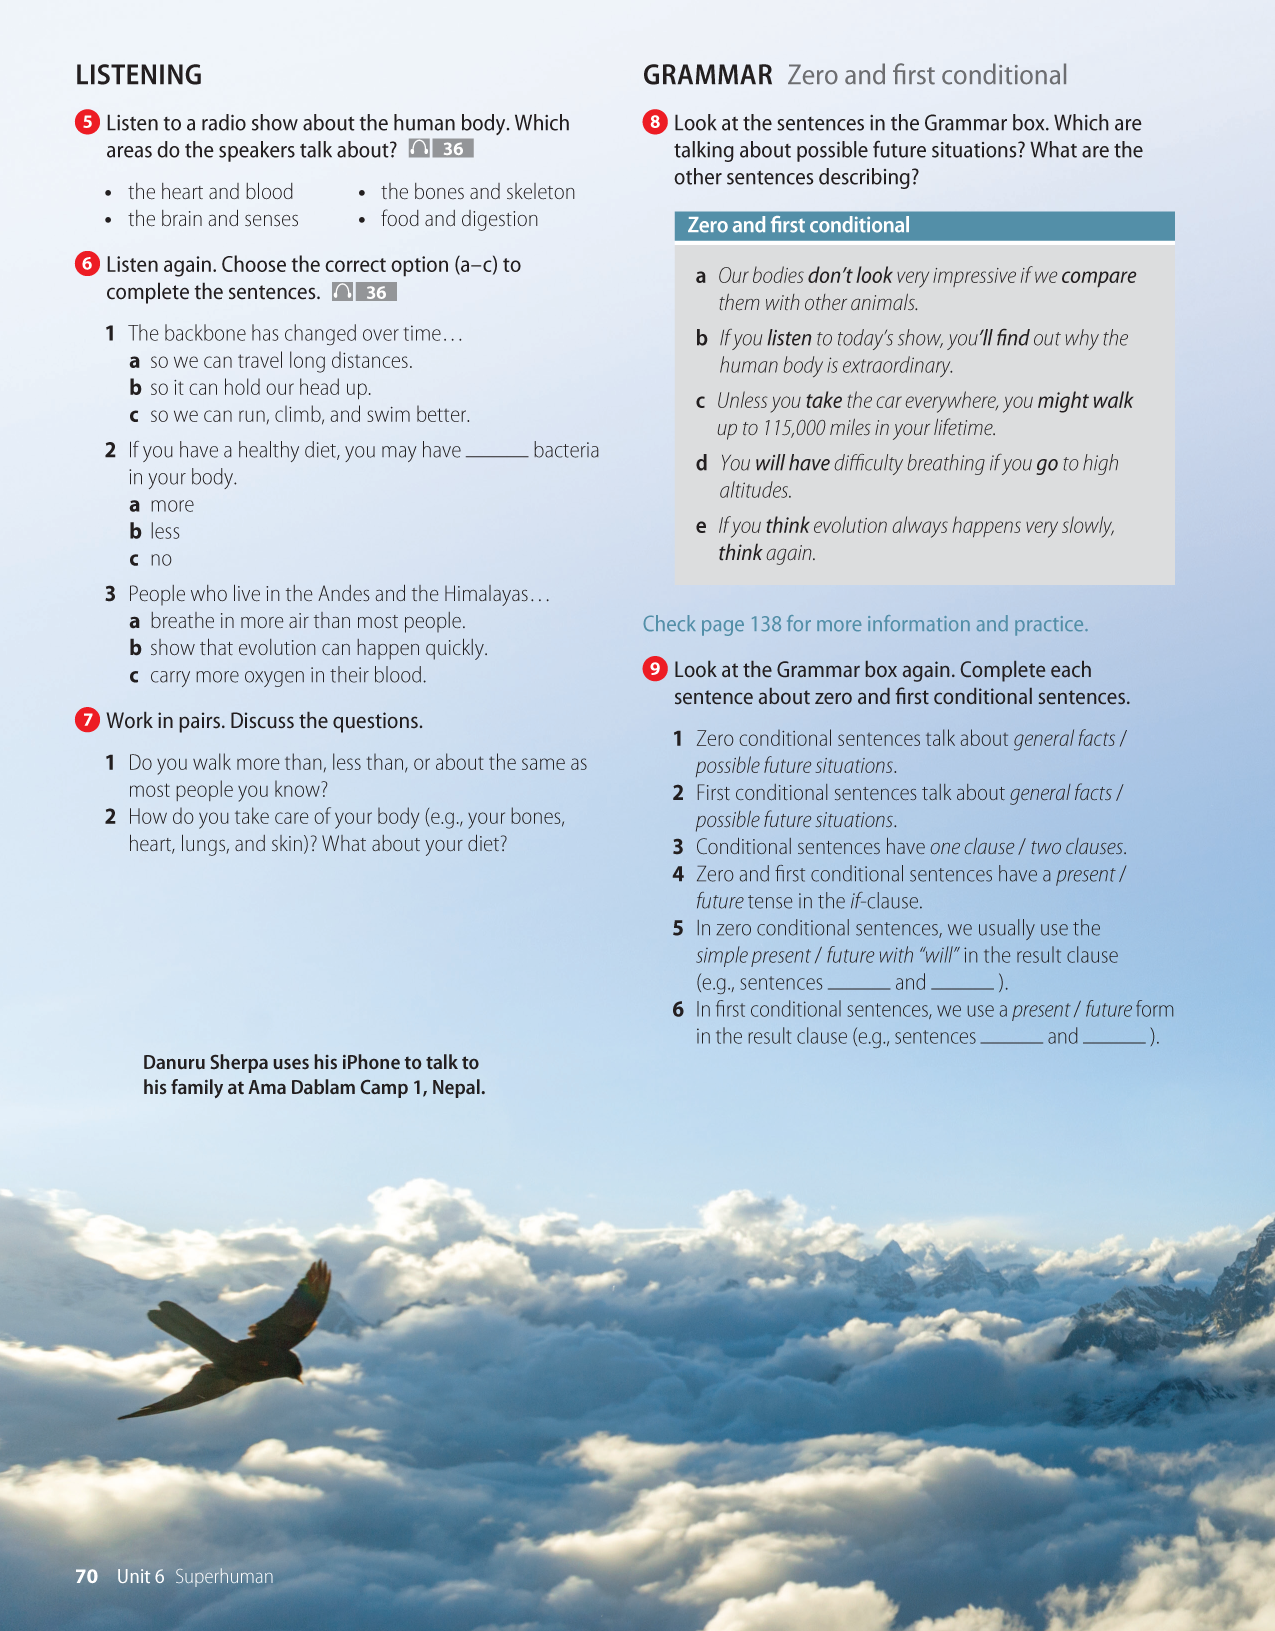 LISTENING
5 Listen to a radio show about the human body. Which
areas do the speakers talk about? 36
• the heart and blood
• the brain and senses
• the bones and skeleton
• food and digestion
6 Listen again. Choose the correct option (a–c) to
complete the sentences. 36
1 The backbone has changed over time…
a so we can travel long distances.
b so it can hold our head up.
c so we can run, climb, and swim better.
2 If you have a healthy diet, you may have ______ bacteria
in your body.
a more
b less
c no
3 People who live in the Andes and the Himalayas…
a breathe in more air than most people.
b show that evolution can happen quickly.
c carry more oxygen in their blood.
7 Work in pairs. Discuss the questions.
1 Do you walk more than, less than, or about the same as
most people you know?
2 How do you take care of your body (e.g., your bones,
heart, lungs, and skin)? What about your diet?
Danuru Sherpa uses his iPhone to talk to
his family at Ama Dablam Camp 1, Nepal.
GRAMMAR Zero and first conditional
8 Look at the sentences in the Grammar box. Which are
talking about possible future situations? What are the
other sentences describing?
Zero and first conditional
a Our bodies don’t look very impressive if we compare
them with other animals.
b If you listen to today’s show, you’ll find out why the
human body is extraordinary.
c Unless you take the car everywhere, you might walk
up to 115,000 miles in your lifetime.
d You will have difficulty breathing if you go to high
altitudes.
e If you think evolution always happens very slowly,
think again.
Check page 138 for more information and practice.
9 Look at the Grammar box again. Complete each
sentence about zero and first conditional sentences.
1 Zero conditional sentences talk about general facts /
possible future situations.
2 First conditional sentences talk about general facts /
possible future situations.
3 Conditional sentences have one clause / two clauses.
4 Zero and first conditional sentences have a present /
future tense in the if-clause.
5 In zero conditional sentences, we usually use the
simple present / future with “will” in the result clause
(e.g., sentences ______ and ______ ).
6 In first conditional sentences, we use a present / future form
in the result clause (e.g., sentences ______ and ______ ).
70 Unit 6 Superhuman